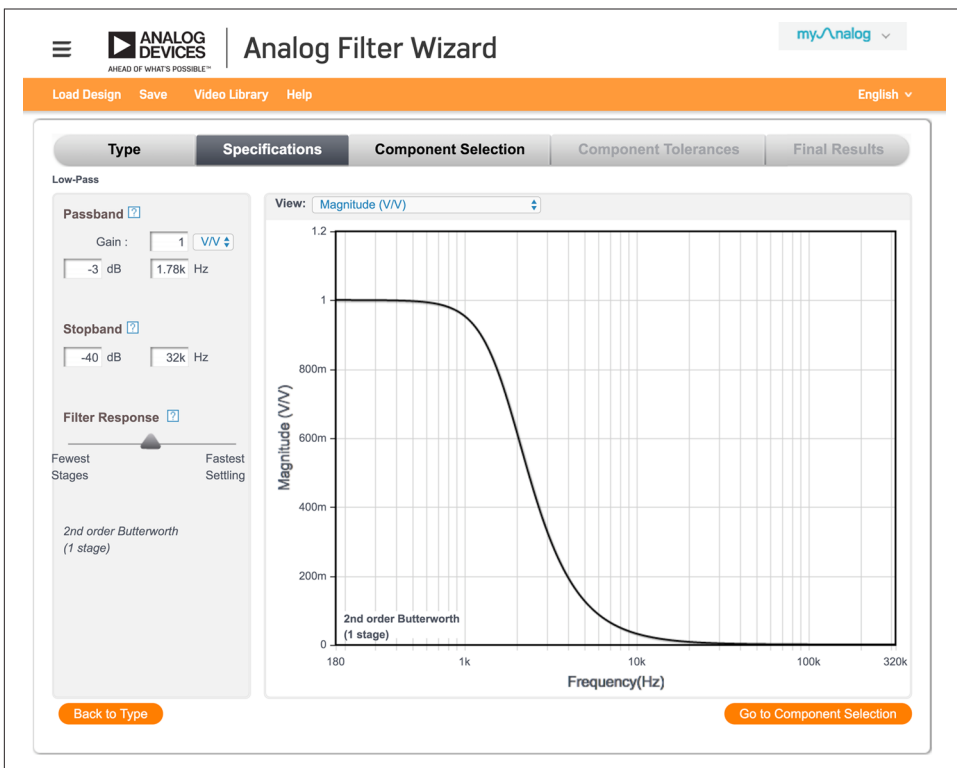 ANALOG
DEVICES
AHEAD OF WHAT'S POSSIBLE™
Analog Filter Wizard
myAnalog
Load Design Save Video Library Help English
Type Specifications Component Selection Component Tolerances Final Results
Low-Pass
Passband ?
Gain : 1 V/V
-3 dB 1.78k Hz
Stopband ?
-40 dB 32k Hz
Filter Response ?
Fewest
Stages
Fastest
Settling
2nd order Butterworth
(1 stage)
View: Magnitude (V/V)
Magnitude (V/V)
1.2
1
800m
600m
400m
200m
0
2nd order Butterworth
(1 stage)
180 1k 10k 100k 320k
Frequency(Hz)
Back to Type
Go to Component Selection